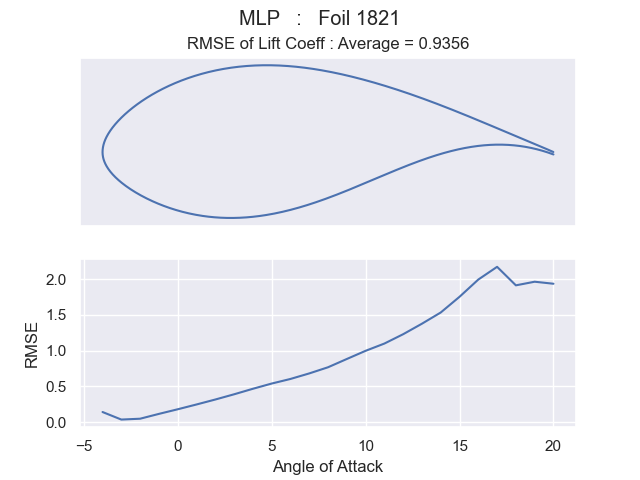 MLP : Foil 1821
RMSE of Lift Coeff : Average = 0.9356
2.0
1.5
1.0
0.5
0.0
RMSE
−5 0 5 10 15 20
Angle of Attack